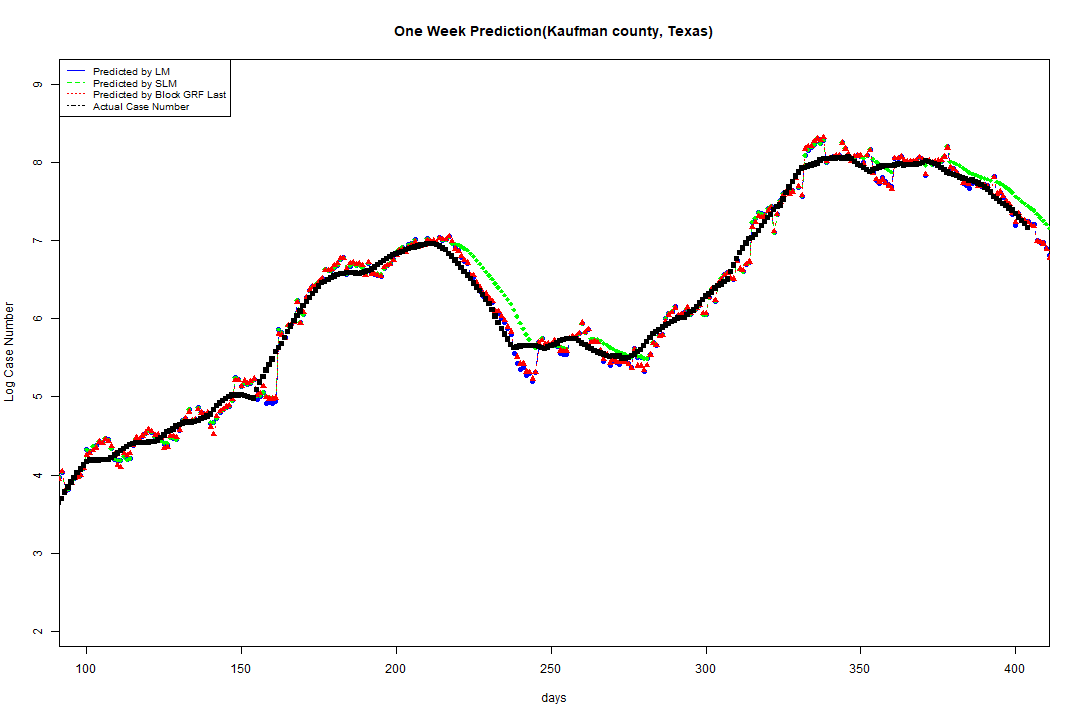 One Week Prediction(Kaufman county, Texas)
Predicted by LM
Predicted by SLM
Predicted by Block GRF Last
Actual Case Number
9
8
7
6
5
4
3
2
Log Case Number
100 150 200 250 300 350 400
days